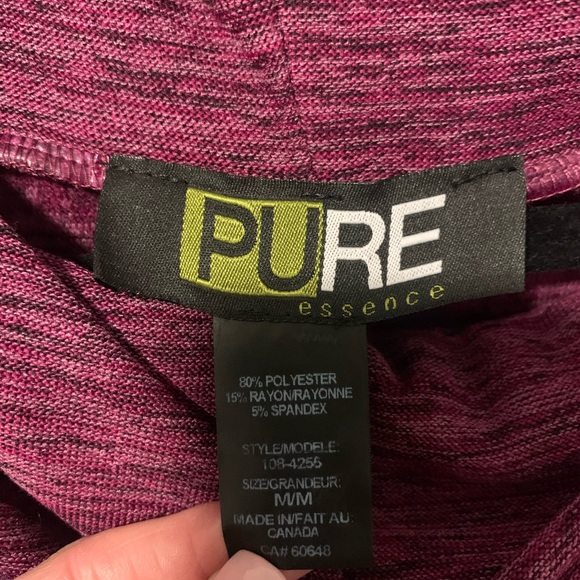 PURE
essence
80% POLYESTER
15% RAYON/RAYONNE
5% SPANDEX
STYLE/MODELE:
108-4255
SIZE/GRANDEUR:
M/M
MADE IN/FAIT AU:
CANADA
CA# 60648